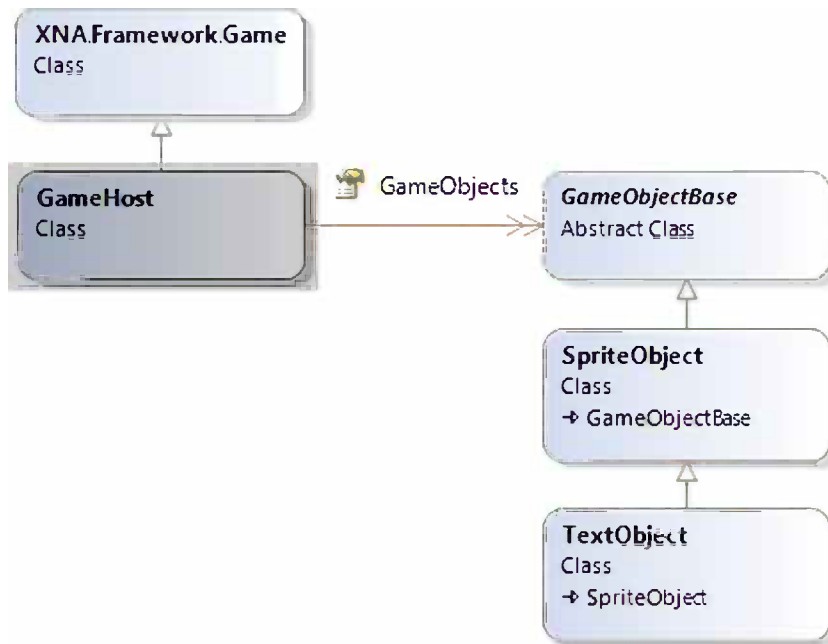 XNA.Framework.Game
Class
GameHost
Class
GameObjects
GameObjectBase
Abstract Class
SpriteObject
Class
GameObjectBase
TextObject
Class
SpriteObject